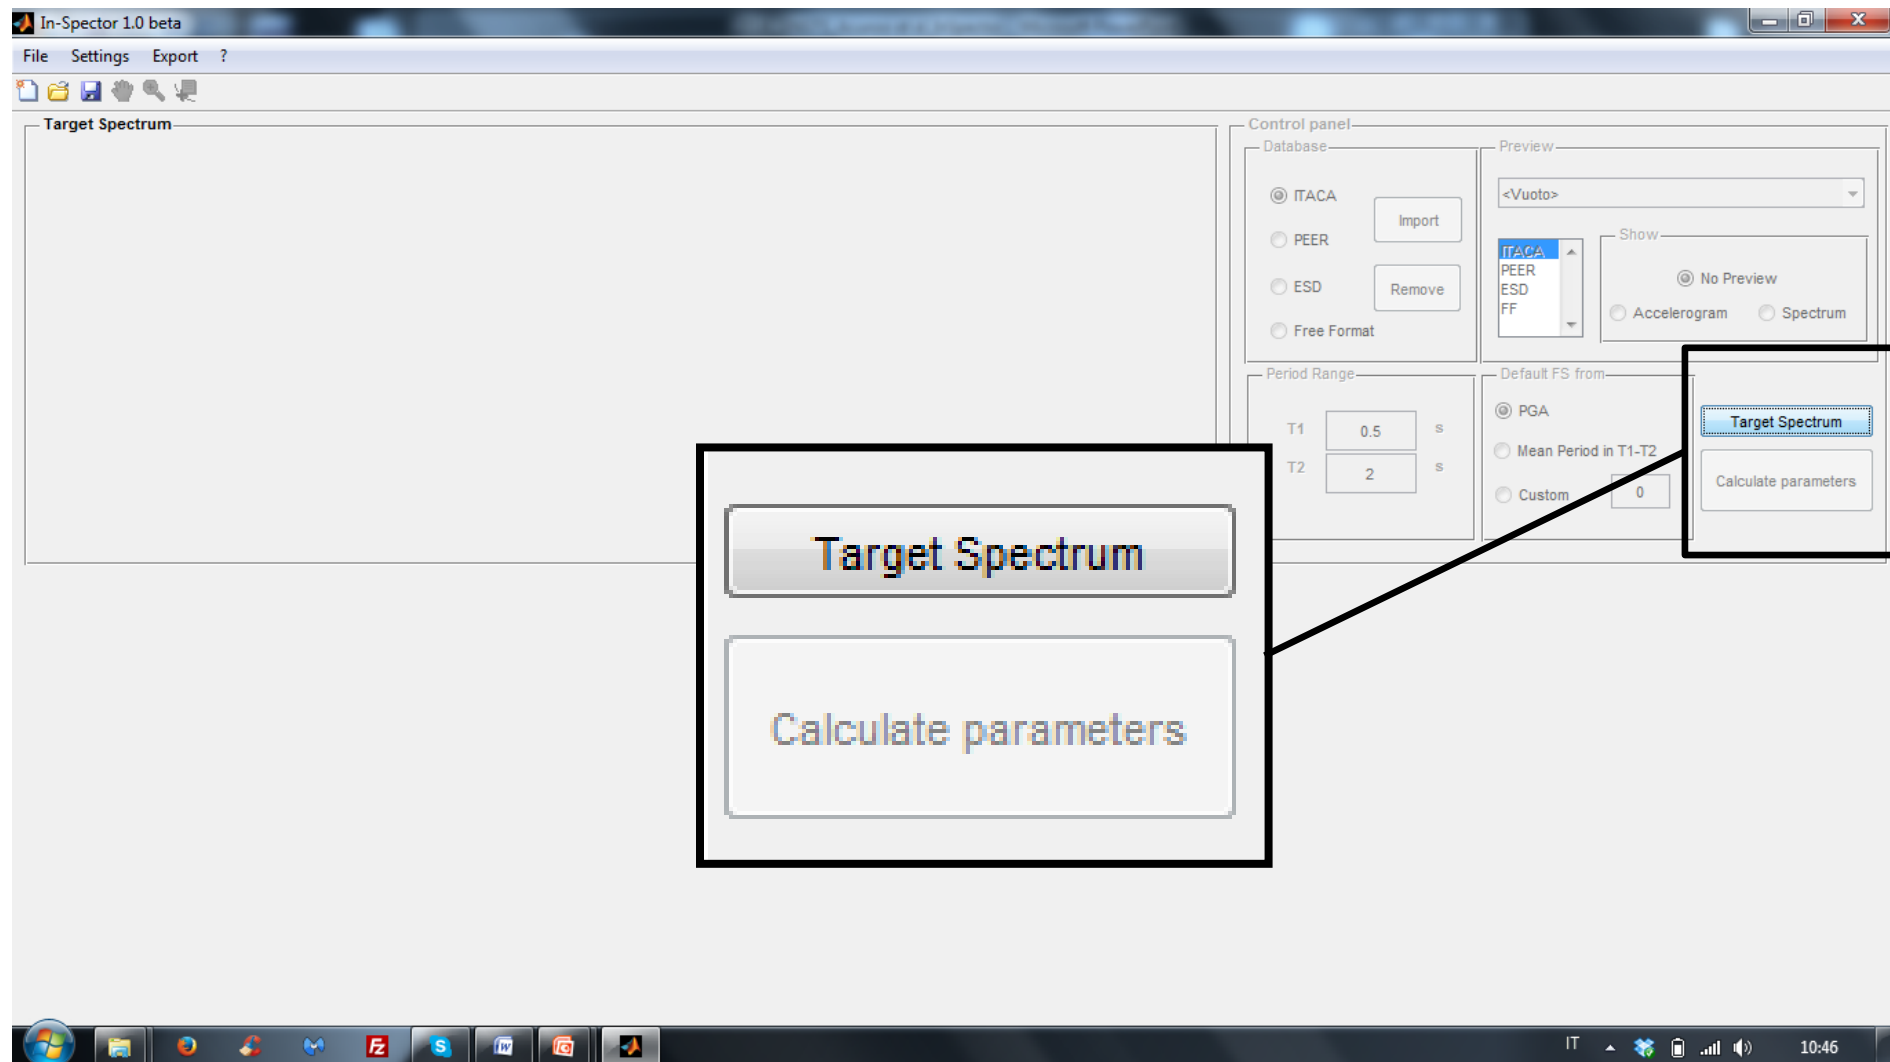 In-Spector 1.0 beta
File Settings Export ?
Target Spectrum
Control panel
Database
Preview
ITACA
Import
PEER
ESD
Remove
Free Format
<Vuoto>
ITACA
PEER
ESD
FF
Show
No Preview
Accelerogram Spectrum
Period Range
T1 0.5 s
T2 2 s
Default FS from
PGA
Mean Period in T1-T2
Custom 0
Target Spectrum
Calculate parameters
Target Spectrum
Calculate parameters
IT 10:46